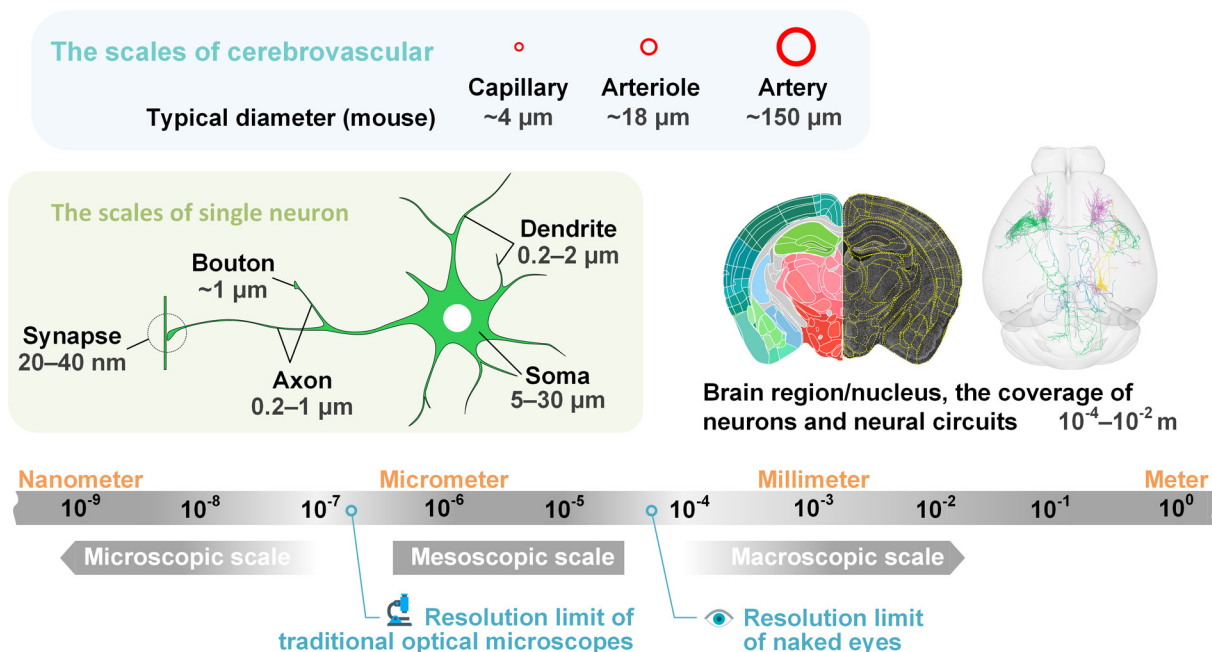 The scales of cerebrovascular
Capillary Arteriole Artery
Typical diameter (mouse) ~4 μm ~18 μm ~150 μm
The scales of single neuron
Dendrite
0.2–2 μm
Bouton
~1 μm
Synapse
20–40 nm
Axon
0.2–1 μm
Soma
5–30 μm
Brain region/nucleus, the coverage of
neurons and neural circuits 10⁻⁴–10⁻² m
Nanometer Micrometer Millimeter Meter
10⁻⁹ 10⁻⁸ 10⁻⁷ 10⁻⁶ 10⁻⁵ 10⁻⁴ 10⁻³ 10⁻² 10⁻¹ 10⁰
Microscopic scale Mesoscopic scale Macroscopic scale
Resolution limit of
traditional optical microscopes
Resolution limit
of naked eyes